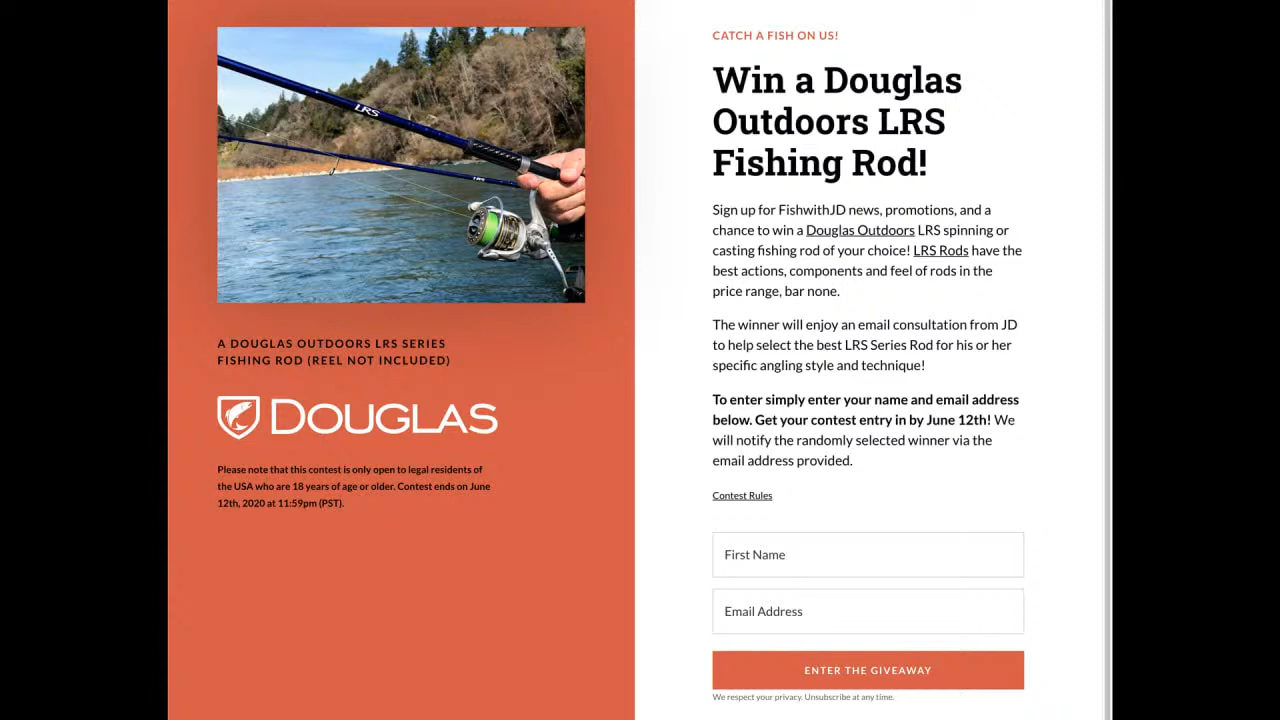 LRS
A DOUGLAS OUTDOORS LRS SERIES
FISHING ROD (REEL NOT INCLUDED)
DOUGLAS
Please note that this contest is only open to legal residents of
the USA who are 18 years of age or older. Contest ends on June
12th, 2020 at 11:59pm (PST).
CATCH A FISH ON US!
Win a Douglas
Outdoors LRS
Fishing Rod!
Sign up for FishwithJD news, promotions, and a
chance to win a Douglas Outdoors LRS spinning or
casting fishing rod of your choice! LRS Rods have the
best actions, components and feel of rods in the
price range, bar none.
The winner will enjoy an email consultation from JD
to help select the best LRS Series Rod for his or her
specific angling style and technique!
To enter simply enter your name and email address
below. Get your contest entry in by June 12th! We
will notify the randomly selected winner via the
email address provided.
Contest Rules
First Name
Email Address
ENTER THE GIVEAWAY
We respect your privacy. Unsubscribe at any time.